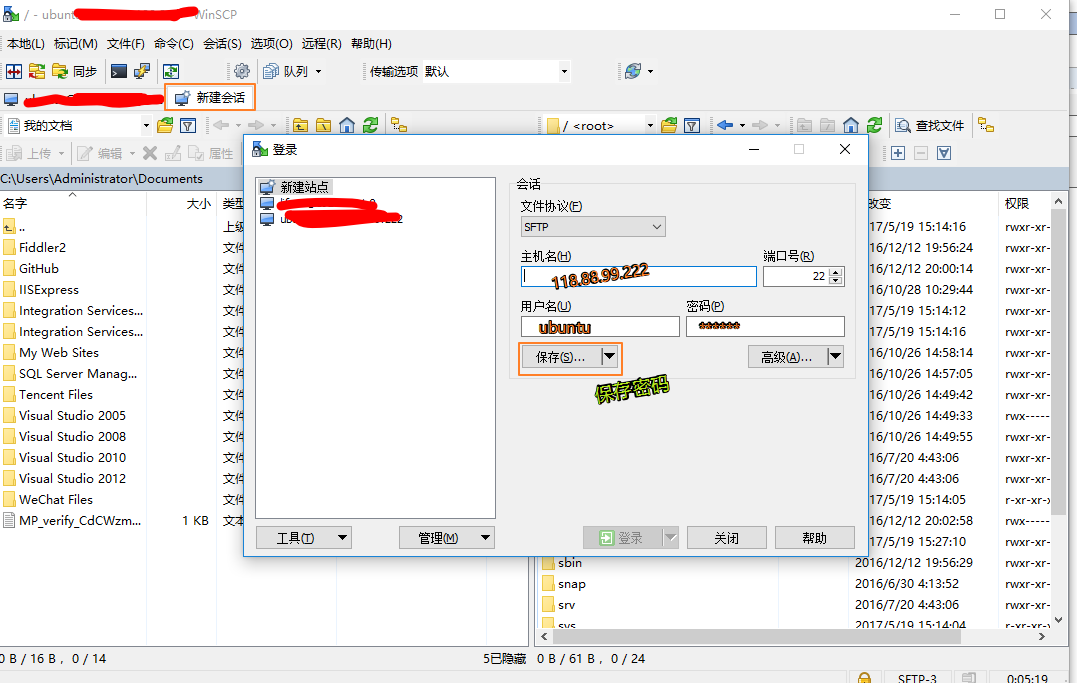 / - ubun WinSCP
本地(L) 标记(M) 文件(F) 命令(C) 会话(S) 选项(O) 远程(R) 帮助(H)
同步 队列 传输选项 默认
新建会话
我的文档 / <root> 查找文件
上传 编辑 属性
C:\Users\Administrator\Documents
名字 大小 类型 改变 权限
.. 上级 17/5/19 15:14:16 rwxr-xr-
Fiddler2 文件 16/12/12 19:56:24 rwxr-xr-
GitHub 文件 16/12/12 20:00:14 rwxr-xr-
IISExpress 文件 16/10/28 10:29:44 rwxr-xr-
Integration Services... 文件 17/5/19 15:14:12 rwxr-xr-
Integration Services... 文件 17/5/19 15:14:16 rwxr-xr-
My Web Sites 文件 16/10/26 14:58:14 rwxr-xr-
SQL Server Manag... 文件 16/10/26 14:57:05 rwxr-xr-
Tencent Files 文件 16/10/26 14:49:42 rwxr-xr-
Visual Studio 2005 文件 16/10/26 14:49:33 rwx-----
Visual Studio 2008 文件 16/10/26 14:49:55 rwxr-xr-
Visual Studio 2010 文件 16/7/20 4:43:06 rwxr-xr-
Visual Studio 2012 文件 16/7/20 4:43:06 rwxr-xr-
WeChat Files 文件 17/5/19 15:14:05 r-xr-xr-x
MP_verify_CdCWzm... 1 KB 文本 16/12/12 20:02:58 rwx-----
17/5/19 15:27:10 rwxr-xr-
sbin 2016/12/12 19:56:29 rwxr-xr-
snap 2016/6/30 4:13:52 rwxr-xr-
srv 2016/7/20 4:43:06 rwxr-xr-
sys 2017/5/19 15:14:04 r-xr-xr-x
登录
新建站点
会话
文件协议(F)
SFTP
主机名(H) 端口号(R)
118.88.99.222 22
用户名(U) 密码(P)
ubuntu ******
保存(S)... 高级(A)...
保存密码
工具(T) 管理(M) 登录 关闭 帮助
0 B / 16 B, 0 / 14 5已隐藏 0 B / 61 B, 0 / 24
SFTP-3 0:05:19